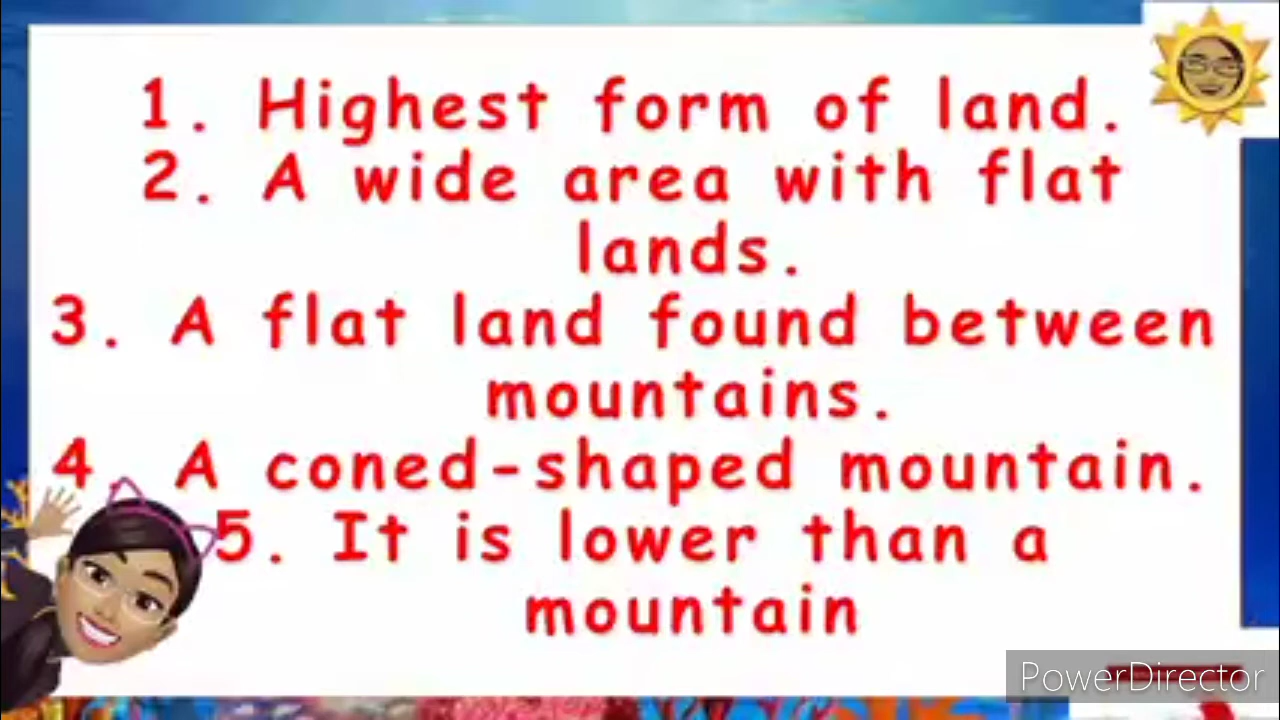 1. Highest form of land.
2. A wide area with flat
lands.
3. A flat land found between
mountains.
4. A coned-shaped mountain.
5. It is lower than a
mountain
PowerDirector